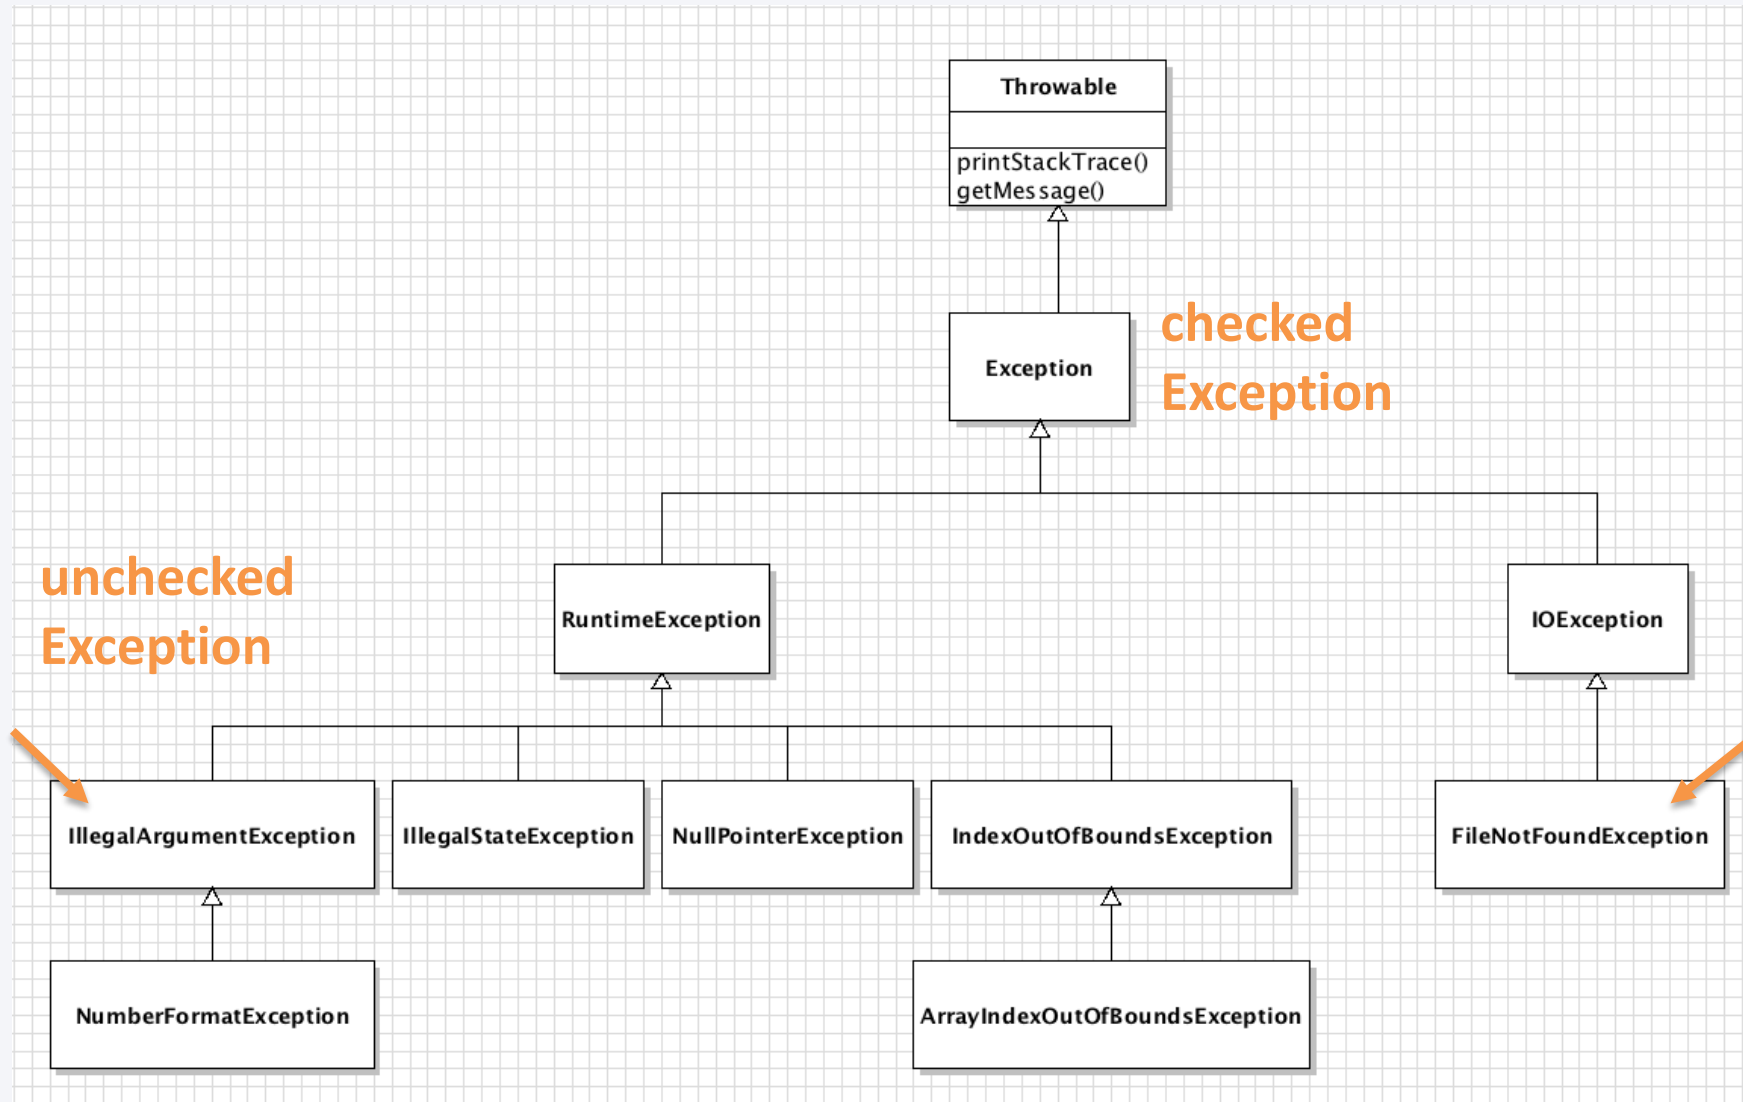 Throwable
printStackTrace()
getMessage()
checked
Exception
Exception
unchecked
Exception
RuntimeException
IOException
IllegalArgumentException
IllegalStateException
NullPointerException
IndexOutOfBoundsException
FileNotFoundException
NumberFormatException
ArrayIndexOutOfBoundsException